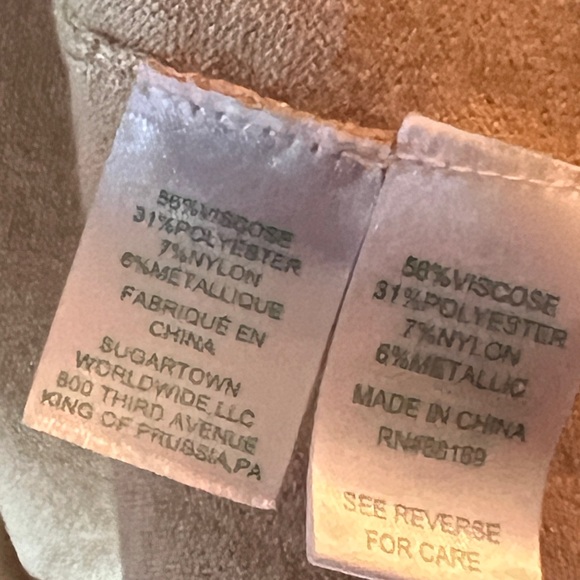 56%VISCOSE
31%POLYESTER
7%NYLON
6%MÉTALLIQUE
FABRIQUÉ EN
CHINA
SUGARTOWN
WORLDWIDE,LLC
800 THIRD AVENUE
KING OF PRUSSIA,PA
56%VISCOSE
31%POLYESTER
7%NYLON
6%METALLIC
MADE IN CHINA
SEE REVERSE
FOR CARE